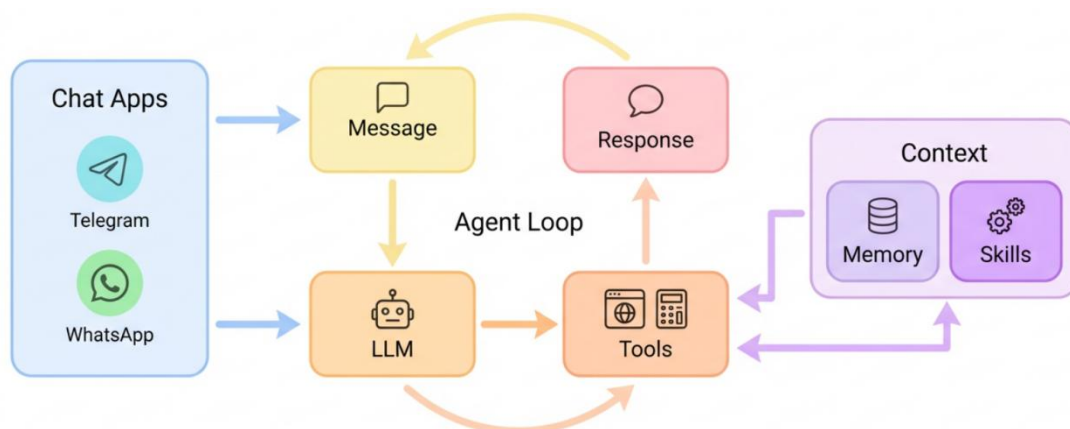 Chat Apps
Telegram
WhatsApp
Message
Response
Agent Loop
LLM
Tools
Context
Memory
Skills